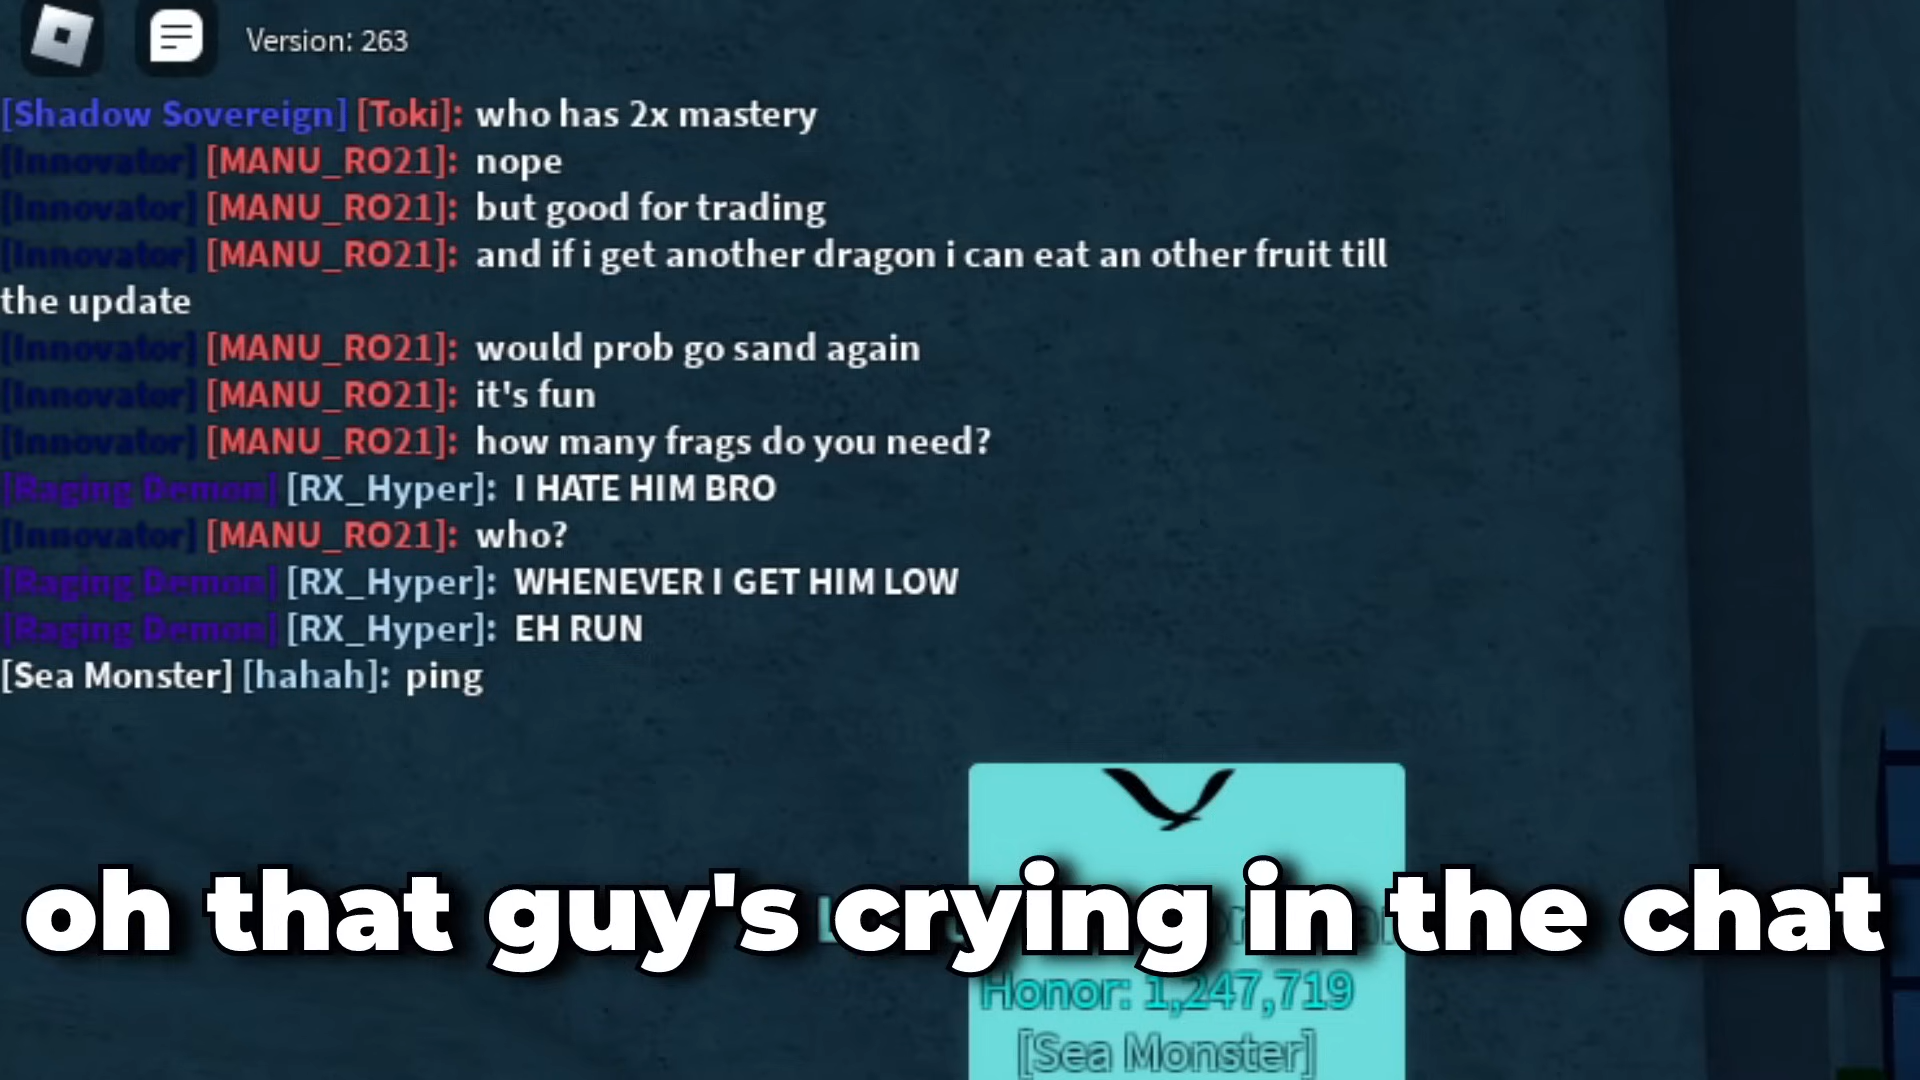 Version: 263
[Shadow Sovereign] [Toki]: who has 2x mastery
[Innovator] [MANU_RO21]: nope
[Innovator] [MANU_RO21]: but good for trading
[Innovator] [MANU_RO21]: and if i get another dragon i can eat an other fruit till
the update
[Innovator] [MANU_RO21]: would prob go sand again
[Innovator] [MANU_RO21]: it's fun
[Innovator] [MANU_RO21]: how many frags do you need?
[Raging Demon] [RX_Hyper]: I HATE HIM BRO
[Innovator] [MANU_RO21]: who?
[Raging Demon] [RX_Hyper]: WHENEVER I GET HIM LOW
[Raging Demon] [RX_Hyper]: EH RUN
[Sea Monster] [hahah]: ping
oh that guy's crying in the chat
Honor: 1,247,719
[Sea Monster]